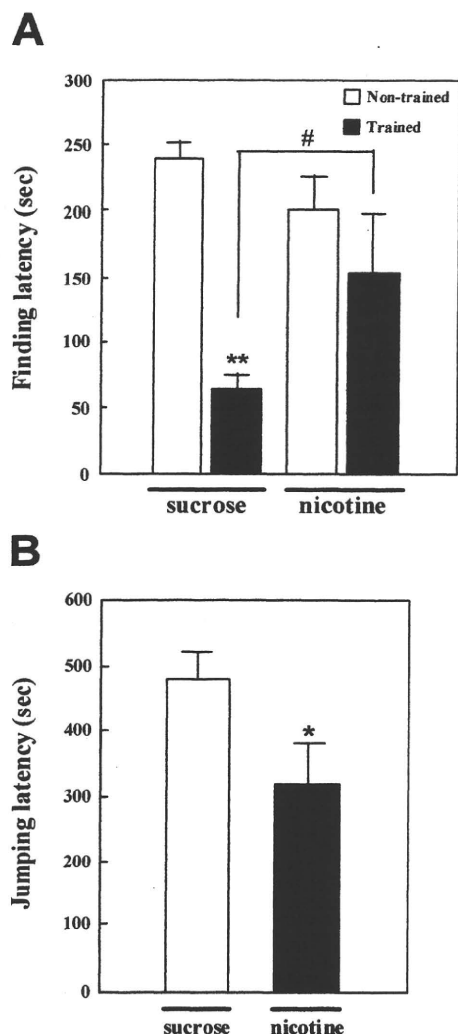 A
Finding latency (sec)
300
250
200
150
100
50
0
Non-trained
Trained
#
**
sucrose
nicotine
B
Jumping latency (sec)
600
500
400
300
200
100
0
*
sucrose
nicotine